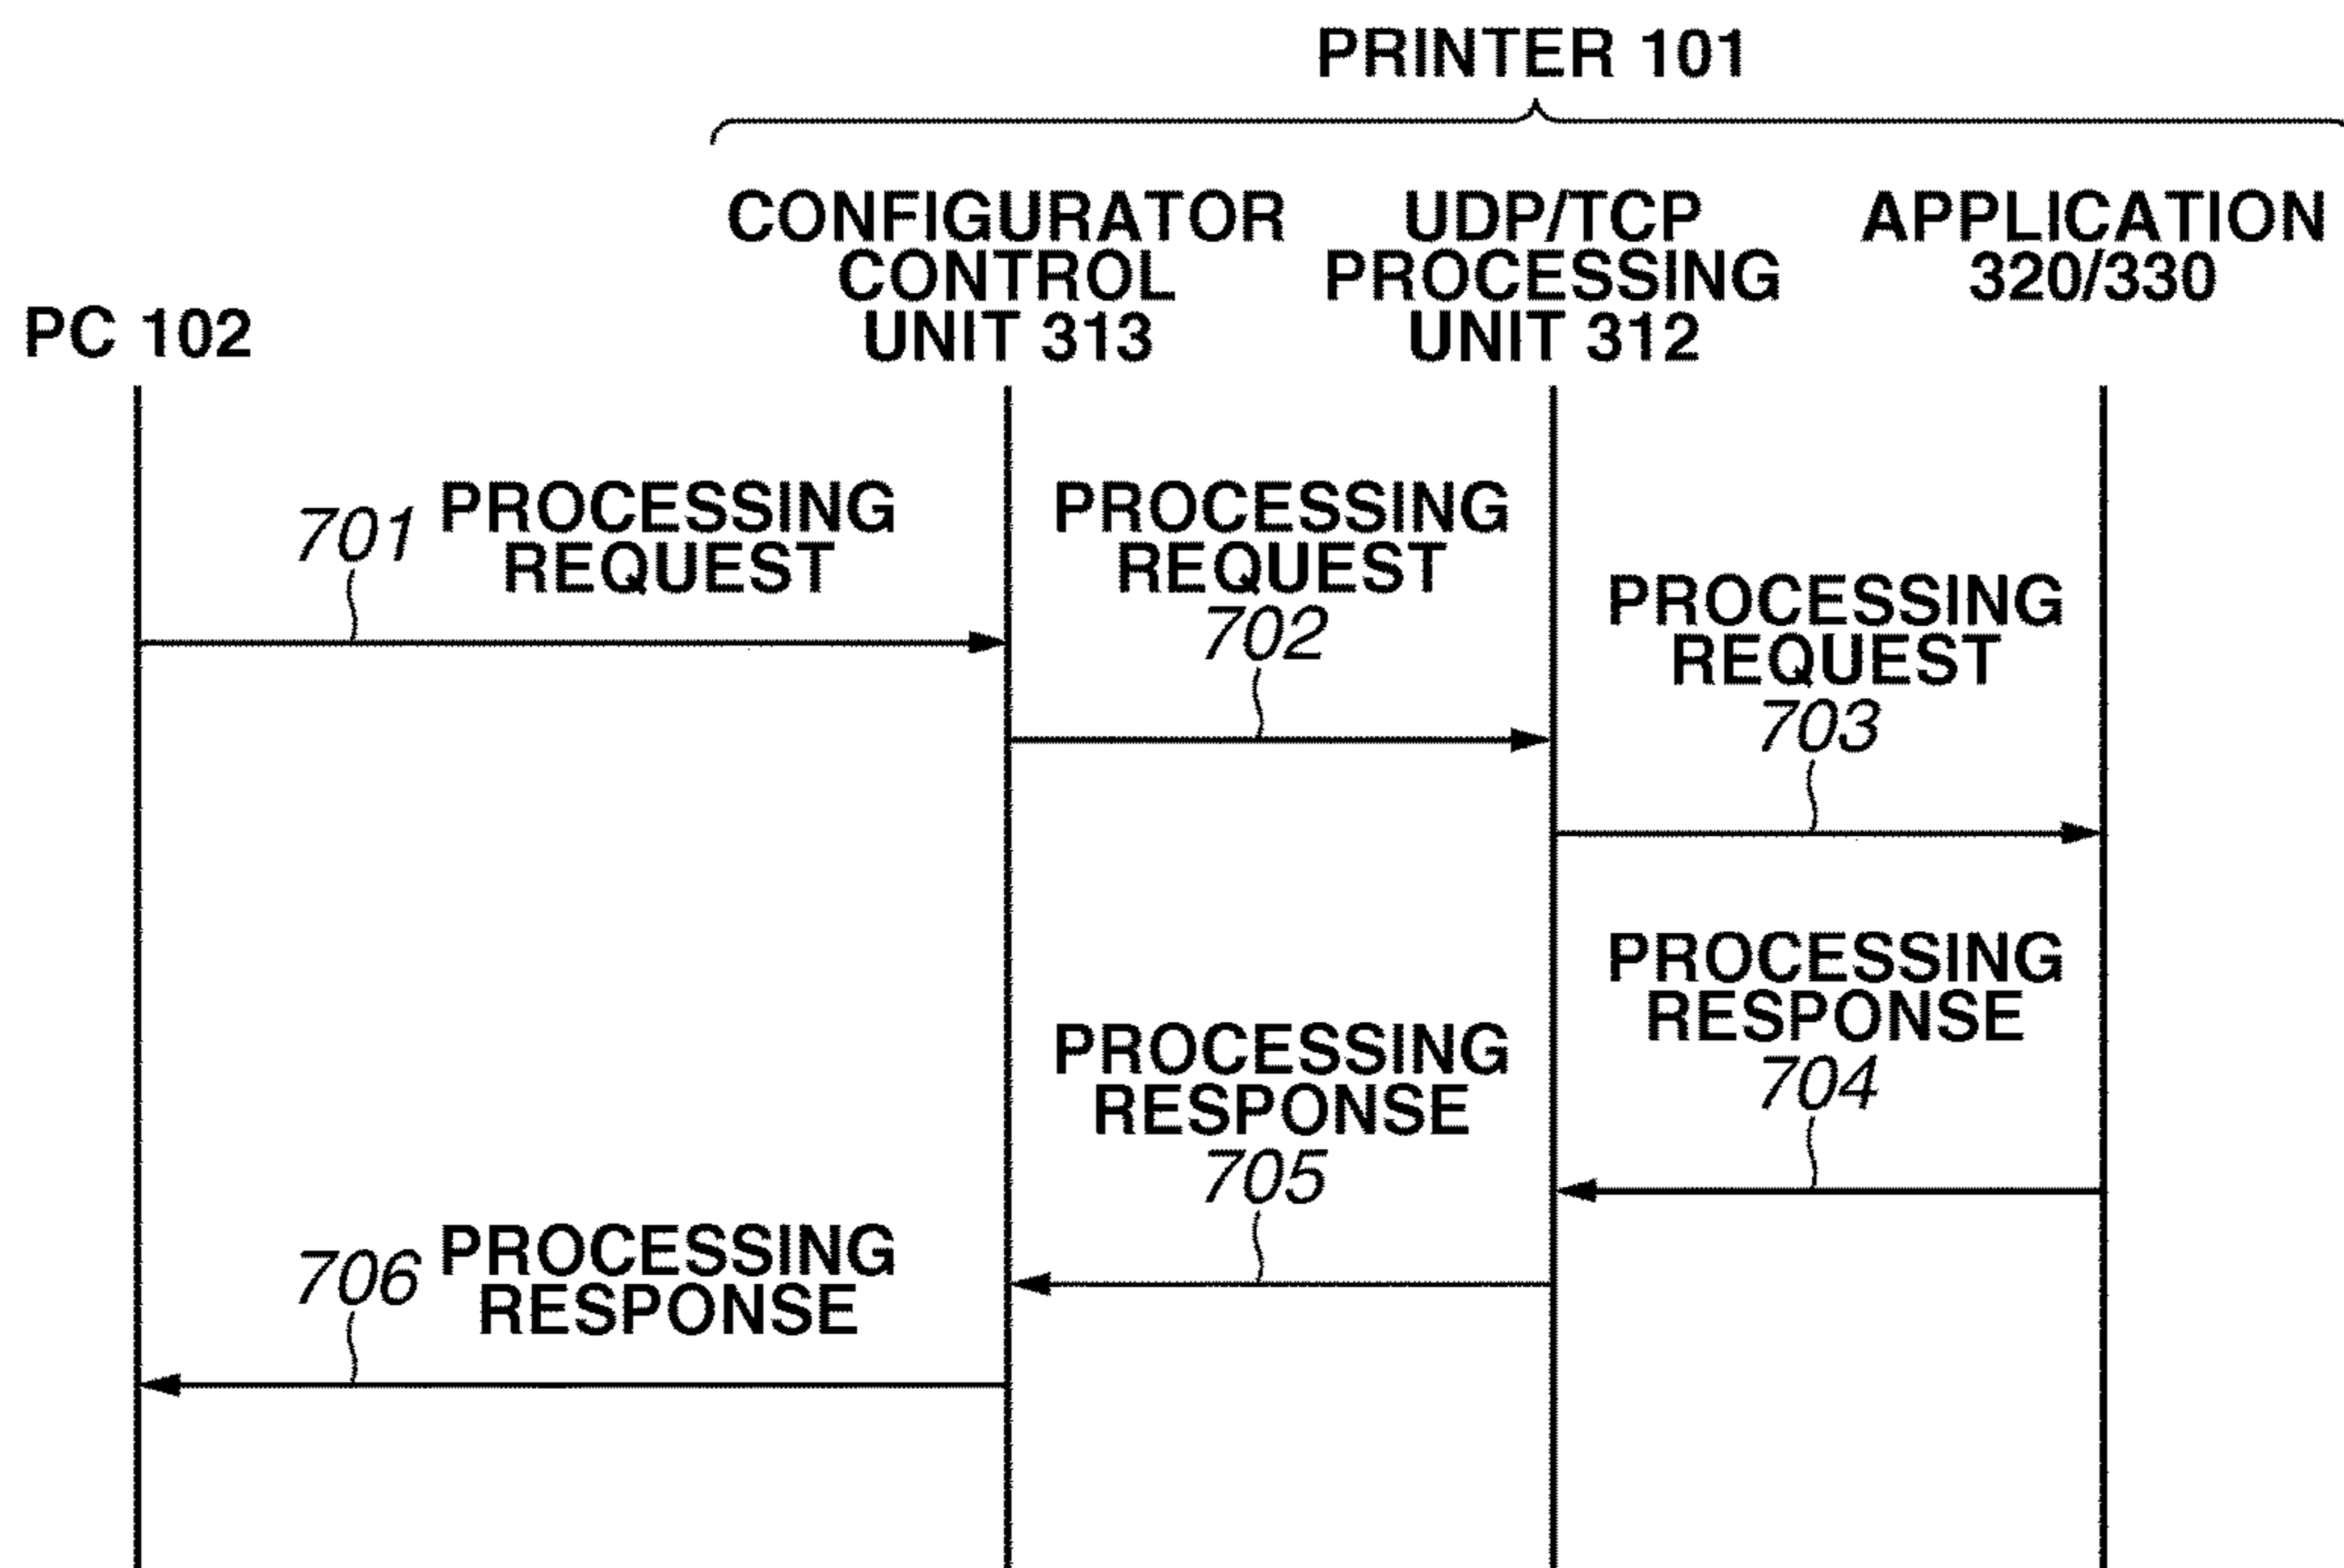 PRINTER 101
PC 102
CONFIGURATOR
CONTROL
UNIT 313
UDP/TCP
PROCESSING
UNIT 312
APPLICATION
320/330
701
PROCESSING
REQUEST
PROCESSING
REQUEST
702
PROCESSING
REQUEST
703
PROCESSING
RESPONSE
704
PROCESSING
RESPONSE
705
706
PROCESSING
RESPONSE